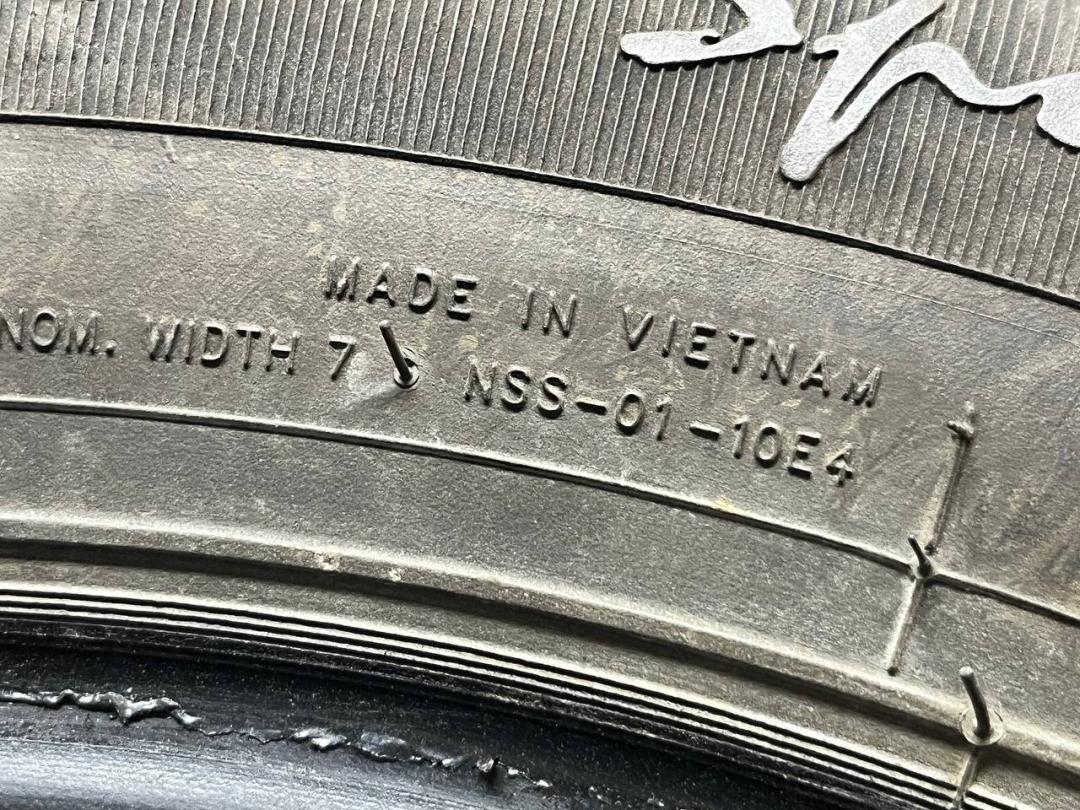 MADE IN VIETNAM
NOM. WIDTH 7 NSS-01-10E4